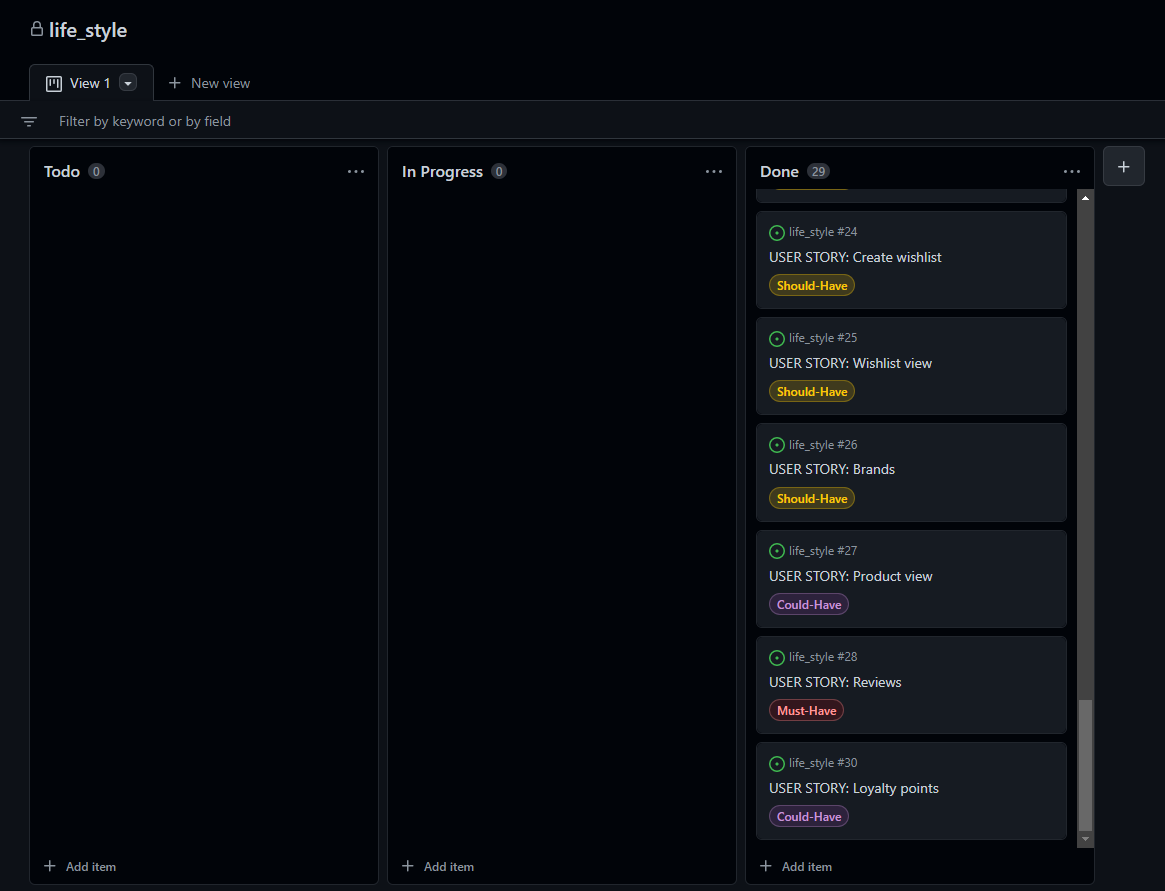 life_style
View 1
New view
Filter by keyword or by field
Todo 0
In Progress 0
Done 29
life_style #24
USER STORY: Create wishlist
Should-Have
life_style #25
USER STORY: Wishlist view
Should-Have
life_style #26
USER STORY: Brands
Should-Have
life_style #27
USER STORY: Product view
Could-Have
life_style #28
USER STORY: Reviews
Must-Have
life_style #30
USER STORY: Loyalty points
Could-Have
Add item
Add item
Add item